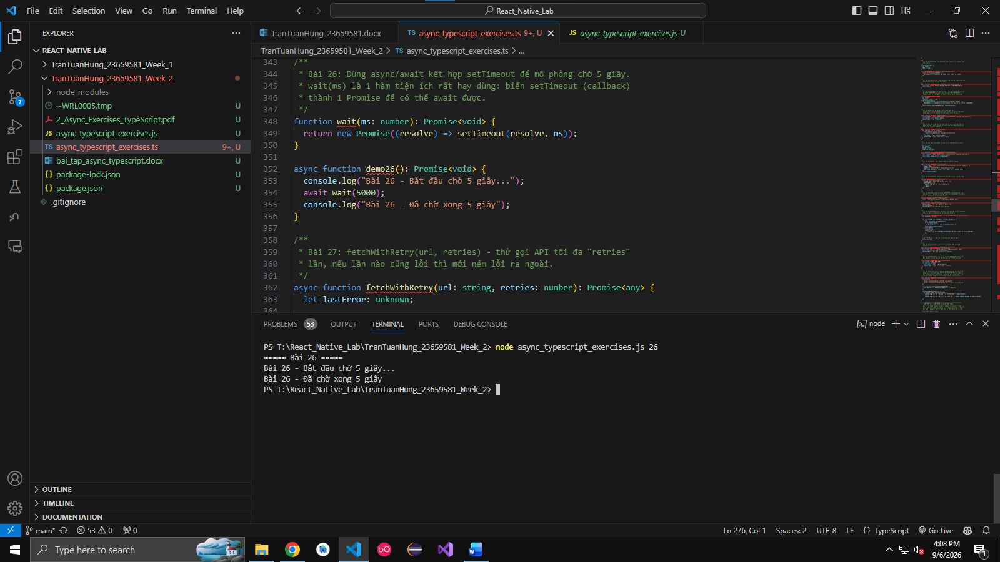 File Edit Selection View Go Run Terminal Help
React_Native_Lab
EXPLORER
REACT_NATIVE_LAB
TranTuanHung_23659581_Week_1
TranTuanHung_23659581_Week_2
node_modules
~WRL0005.tmp U
2_Async_Exercises_TypeScript.pdf U
JS async_typescript_exercises.js U
TS async_typescript_exercises.ts 9+, U
bai_tap_async_typescript.docx U
{} package-lock.json U
{} package.json U
.gitignore
OUTLINE
TIMELINE
DOCUMENTATION
TranTuanHung_23659581.docx
TS async_typescript_exercises.ts 9+, U
JS async_typescript_exercises.js U
TranTuanHung_23659581_Week_2 > TS async_typescript_exercises.ts > ...
343 /**
344 * Bài 26: Dùng async/await kết hợp setTimeout để mô phỏng chờ 5 giây.
345 * wait(ms) là 1 hàm tiện ích rất hay dùng: biến setTimeout (callback)
346 * thành 1 Promise để có thể await được.
347 */
348 function wait(ms: number): Promise<void> {
349 return new Promise((resolve) => setTimeout(resolve, ms));
350 }
351
352 async function demo26(): Promise<void> {
353 console.log("Bài 26 - Bắt đầu chờ 5 giây...");
354 await wait(5000);
355 console.log("Bài 26 - Đã chờ xong 5 giây");
356 }
357
358 /**
359 * Bài 27: fetchWithRetry(url, retries) - thử gọi API tối đa "retries"
360 * lần, nếu lần nào cũng lỗi thì mới ném lỗi ra ngoài.
361 */
362 async function fetchWithRetry(url: string, retries: number): Promise<any> {
363 let lastError: unknown;
364
PROBLEMS 53 OUTPUT TERMINAL PORTS DEBUG CONSOLE
node
PS T:\React_Native_Lab\TranTuanHung_23659581_Week_2> node async_typescript_exercises.js 26
===== Bài 26 =====
Bài 26 - Bắt đầu chờ 5 giây...
Bài 26 - Đã chờ xong 5 giây
PS T:\React_Native_Lab\TranTuanHung_23659581_Week_2>
7
main* 53 0 0
Ln 276, Col 1 Spaces: 2 UTF-8 LF {} TypeScript Go Live
Type here to search
4:08 PM
9/6/2026
1